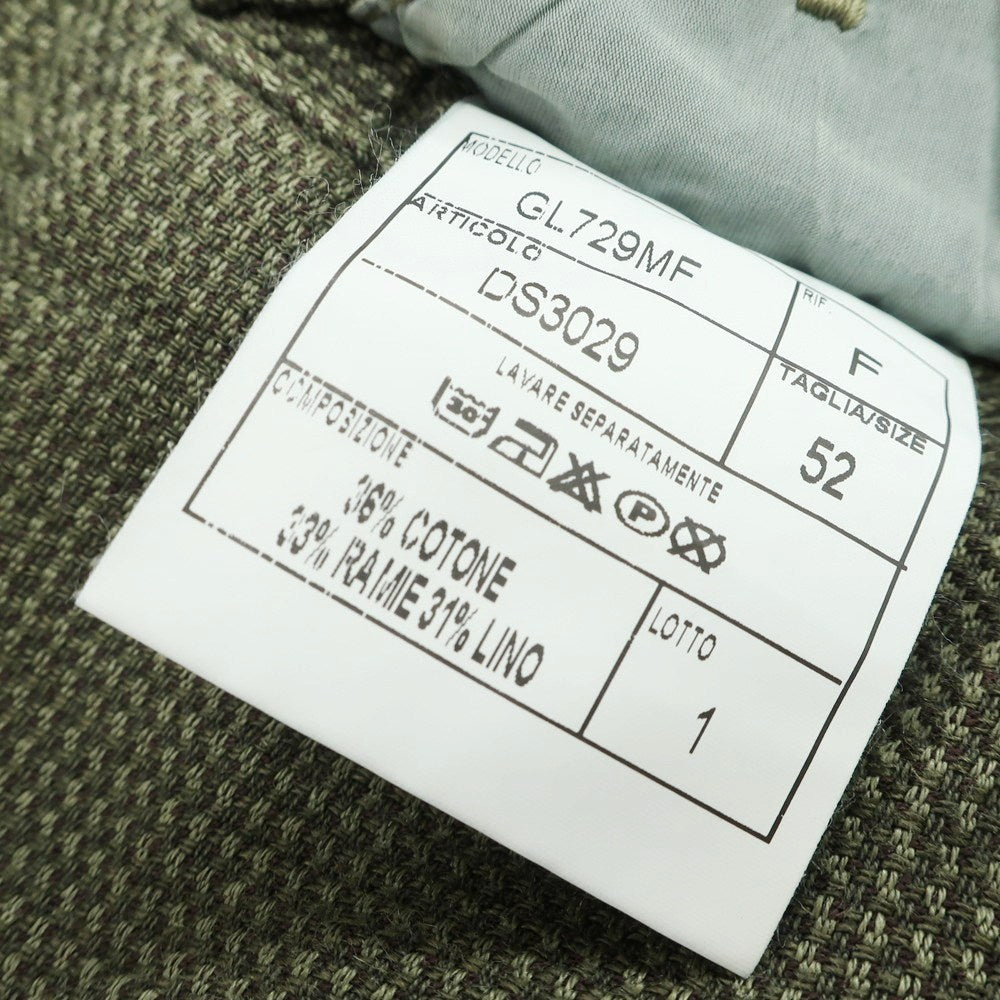 MODELLO
GL729MF
RIF.
F
ARTICOLO
DS3029
TAGLIA/SIZE
52
LAVARE SEPARATAMENTE
30
P
COMPOSIZIONE
36% COTONE
33% RAMIE 31% LINO
LOTTO
1